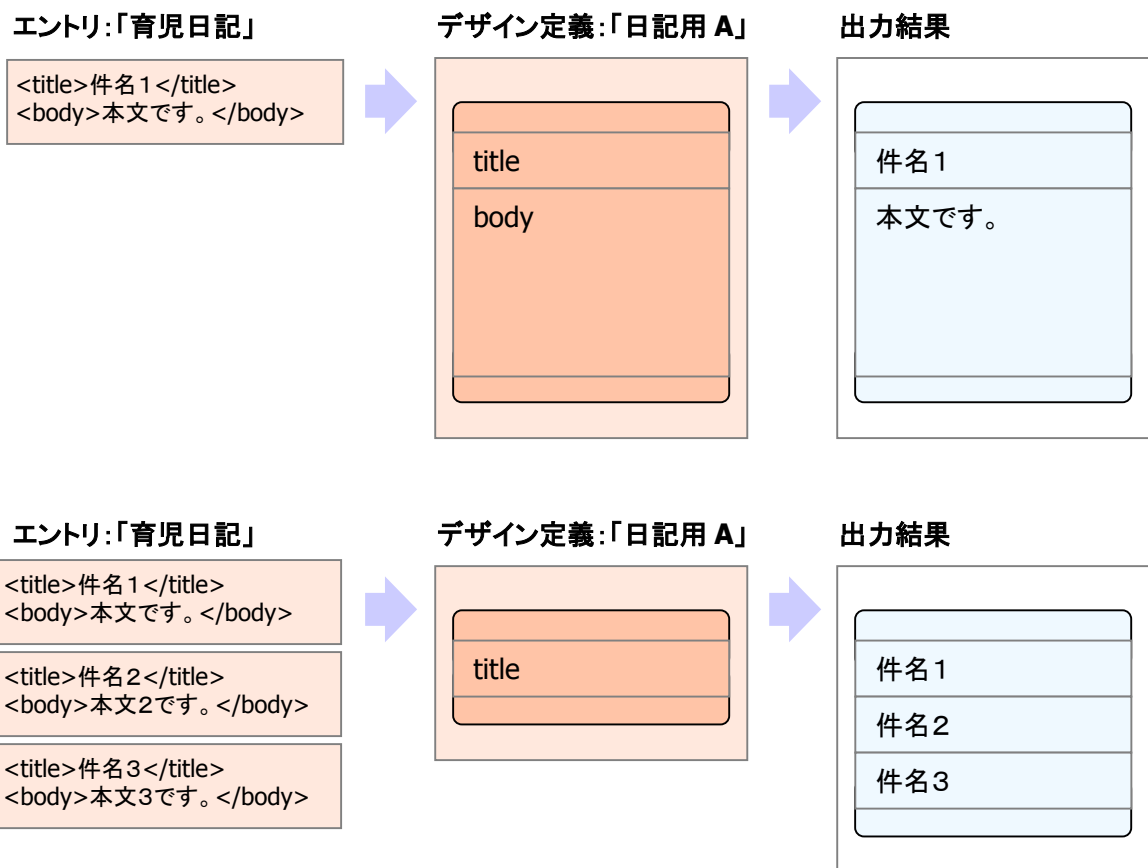 エントリ:「育児日記」
<title>件名1</title>
<body>本文です。</body>
デザイン定義:「日記用 A」
title
body
出力結果
件名1
本文です。
エントリ:「育児日記」
<title>件名1</title>
<body>本文です。</body>
<title>件名2</title>
<body>本文2です。</body>
<title>件名3</title>
<body>本文3です。</body>
デザイン定義:「日記用 A」
title
出力結果
件名1
件名2
件名3